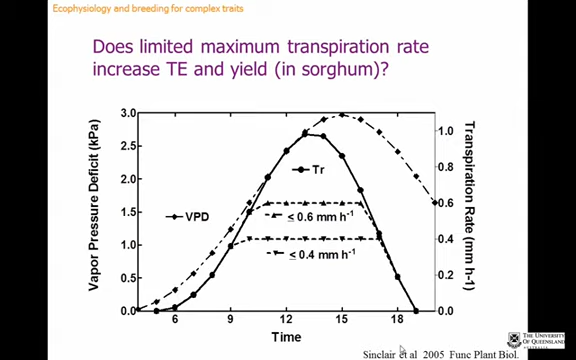 Ecophysiology and breeding for complex traits
Does limited maximum transpiration rate
increase TE and yield (in sorghum)?
Vapor Pressure Deficit (kPa)
3.0
2.5
2.0
1.5
1.0
0.5
0.0
VPD
Tr
≤ 0.6 mm h-1
≤ 0.4 mm h-1
1.0
0.8
0.6
0.4
0.2
0.0
Transpiration Rate (mm h-1)
6 9 12 15 18
Time
Sinclair et al 2005 Func Plant Biol
THE UNIVERSITY
OF QUEENSLAND